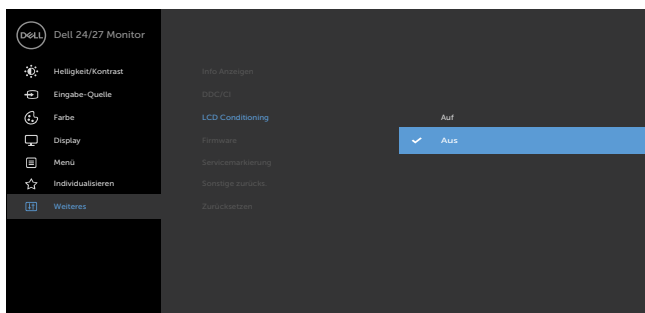 DELL Dell 24/27 Monitor
Helligkeit/Kontrast Info Anzeigen
Eingabe-Quelle DDC/CI
Farbe LCD Conditioning Auf
Display Firmware Aus
Menü Servicemarkierung
Individualisieren Sonstige zurücks.
Weiteres Zurücksetzen